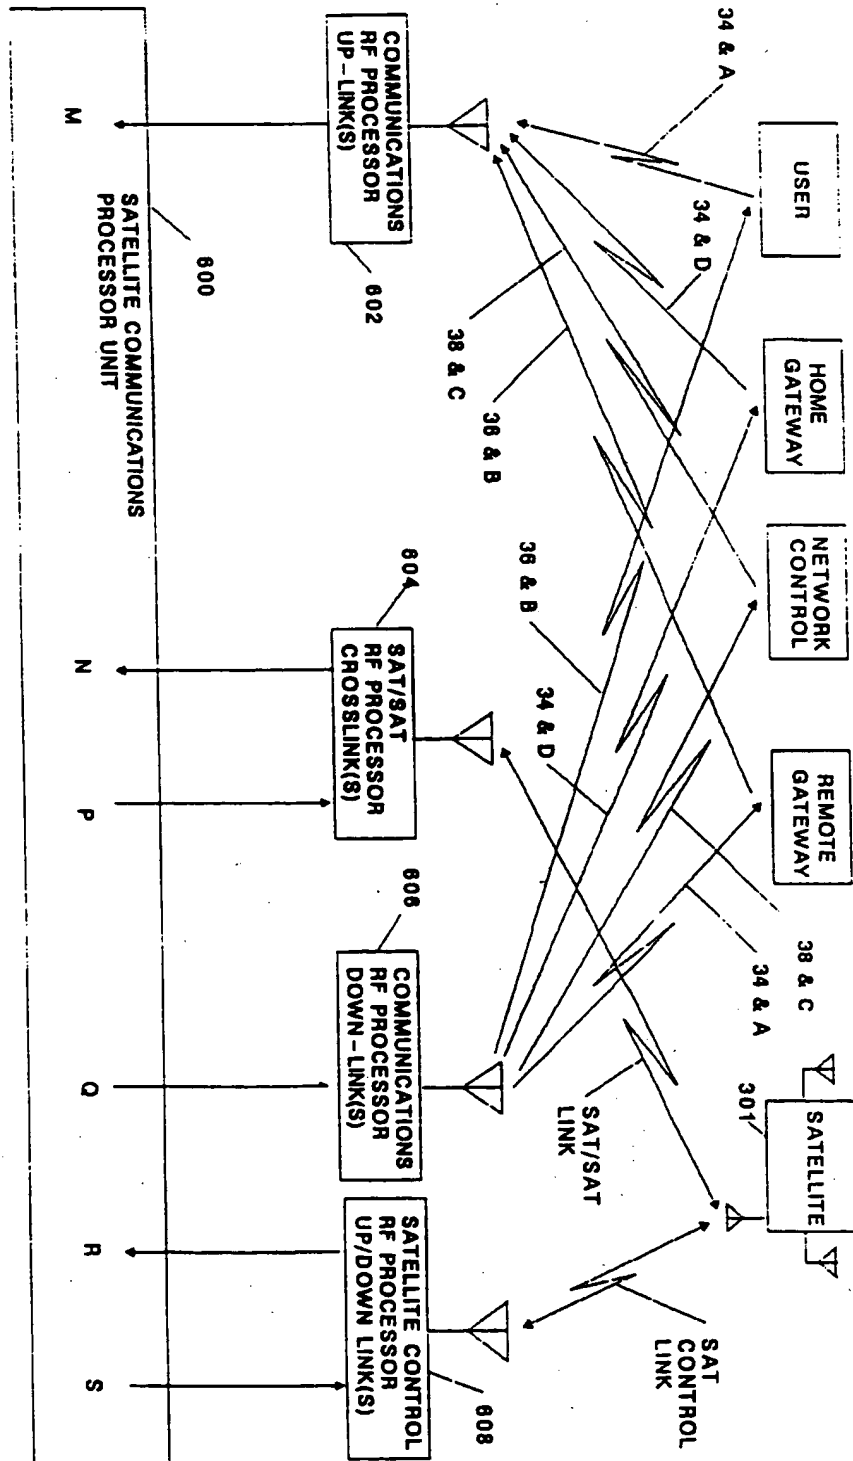 USER
HOME
GATEWAY
NETWORK
CONTROL
REMOTE
GATEWAY
SATELLITE
301
34 & A
34 & D
38 & C
36 & B
36 & B
34 & D
38 & C
34 & A
SAT/SAT
LINK
SAT
CONTROL
LINK
COMMUNICATIONS
RF PROCESSOR
UP-LINK(S)
602
SAT/SAT
RF PROCESSOR
CROSSLINK(S)
604
COMMUNICATIONS
RF PROCESSOR
DOWN-LINK(S)
606
SATELLITE CONTROL
RF PROCESSOR
UP/DOWN LINK(S)
608
600
SATELLITE COMMUNICATIONS
PROCESSOR UNIT
M
N
P
Q
R
S